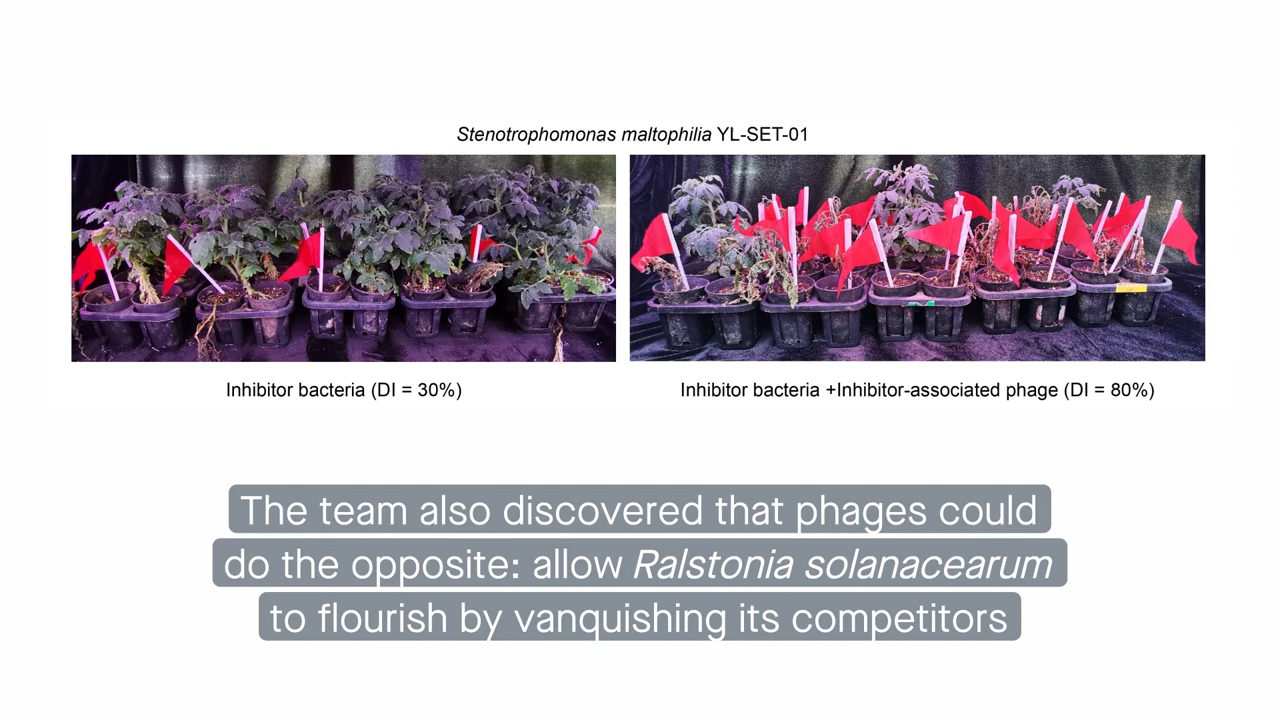 Stenotrophomonas maltophilia YL-SET-01
Inhibitor bacteria (DI = 30%)
Inhibitor bacteria +Inhibitor-associated phage (DI = 80%)
The team also discovered that phages could
do the opposite: allow Ralstonia solanacearum
to flourish by vanquishing its competitors